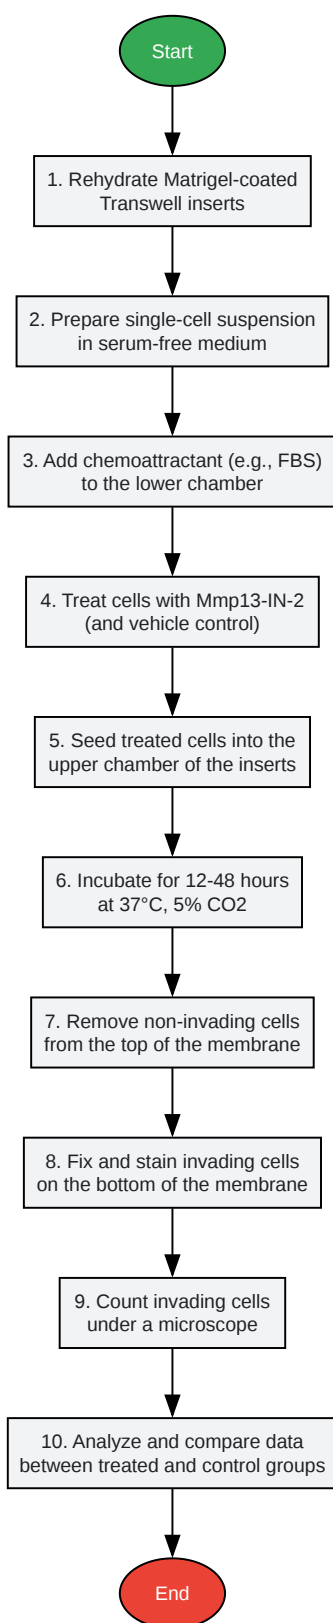 Start
1. Rehydrate Matrigel-coated
Transwell inserts
2. Prepare single-cell suspension
in serum-free medium
3. Add chemoattractant (e.g., FBS)
to the lower chamber
4. Treat cells with Mmp13-IN-2
(and vehicle control)
5. Seed treated cells into the
upper chamber of the inserts
6. Incubate for 12-48 hours
at 37°C, 5% CO2
7. Remove non-invading cells
from the top of the membrane
8. Fix and stain invading cells
on the bottom of the membrane
9. Count invading cells
under a microscope
10. Analyze and compare data
between treated and control groups
End